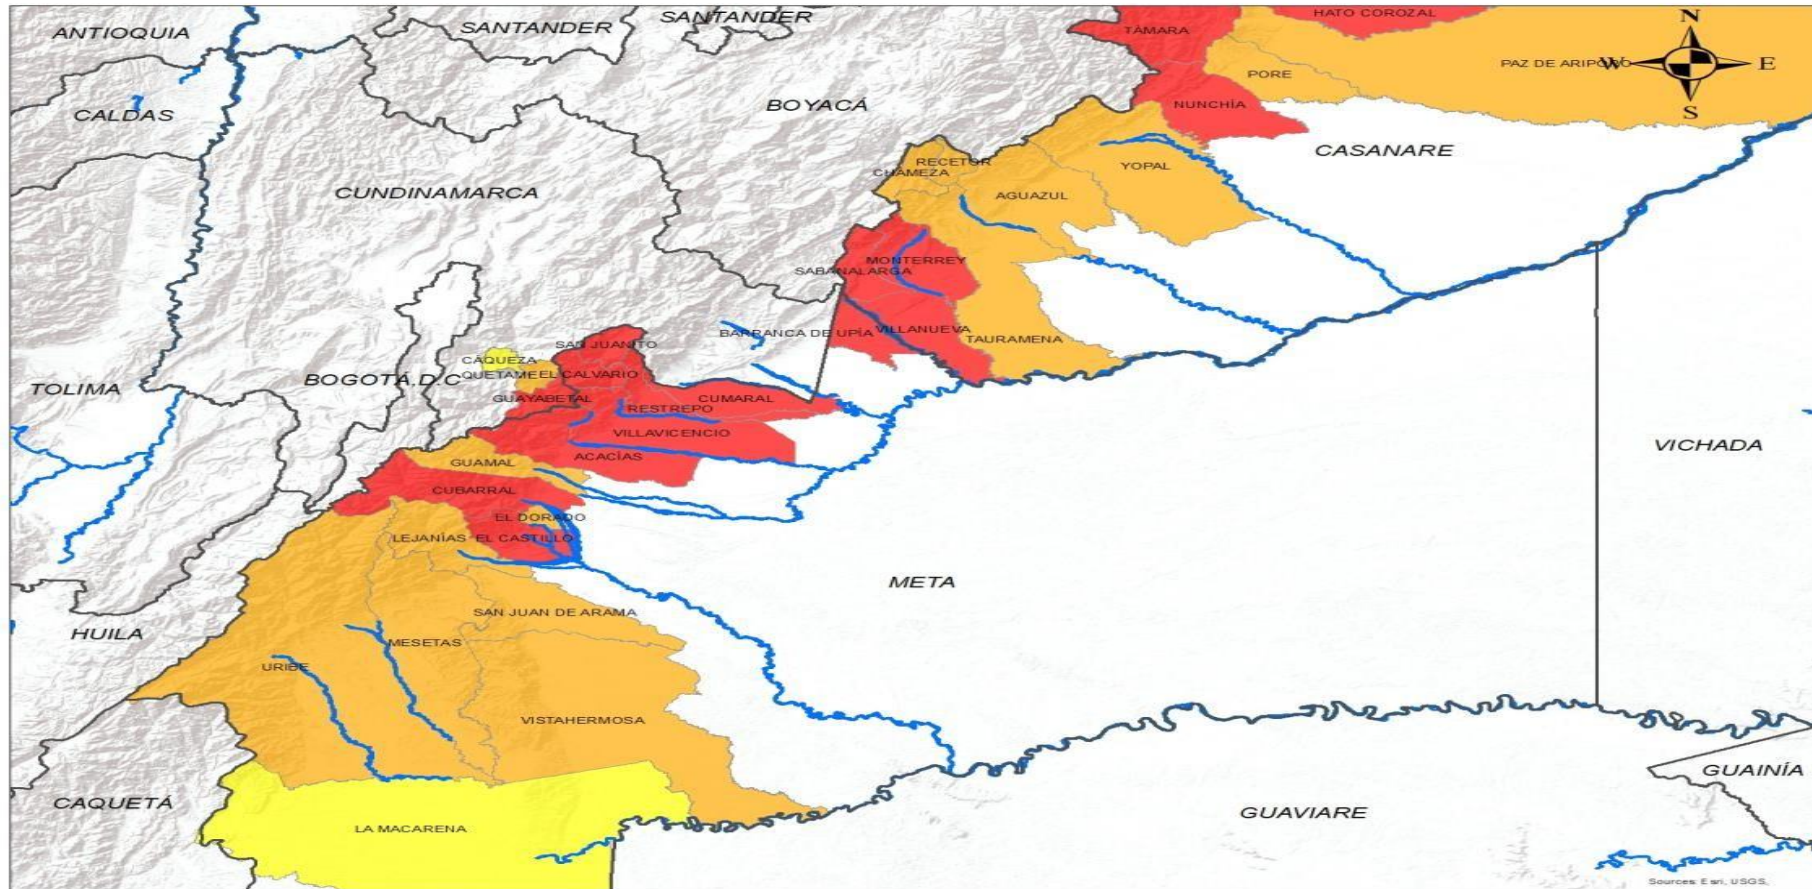 SANTANDER
SANTANDER
HATO COROZAL
N
ANTIOQUIA
TÁMARA
PAZ DE ARIPORO
W
E
PORE
BOYACÁ
NUNCHÍA
S
CALDAS
CASANARE
RECETOR
YOPAL
CHÁMEZA
CUNDINAMARCA
AGUAZUL
MONTERREY
SABANALARGA
BARRANCA DE UPÍA
VILLANUEVA
TAURAMENA
SAN JUANITO
CÁQUEZA
QUETAME
EL CALVARIO
BOGOTÁ.D.C
TOLIMA
GUAYABETAL
CUMARAL
RESTREPO
VILLAVICENCIO
VICHADA
ACACÍAS
GUAMAL
CUBARRAL
EL DORADO
LEJANÍAS
EL CASTILLO
META
SAN JUAN DE ARAMA
HUILA
MESETAS
URIBE
VISTAHERMOSA
GUAINÍA
CAQUETÁ
GUAVIARE
LA MACARENA
Sources: Esri, USGS,